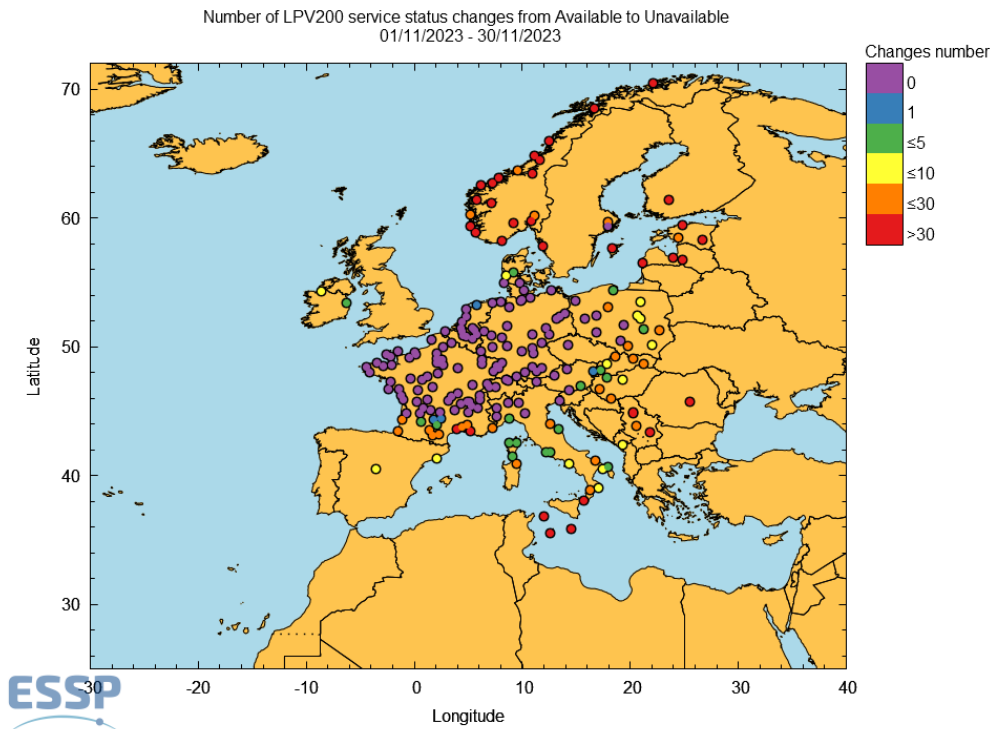 Number of LPV200 service status changes from Available to Unavailable
01/11/2023 - 30/11/2023
Changes number
0
1
≤5
≤10
≤30
>30
70
60
50
40
30
Latitude
-30 -20 -10 0 10 20 30 40
Longitude
ESSP